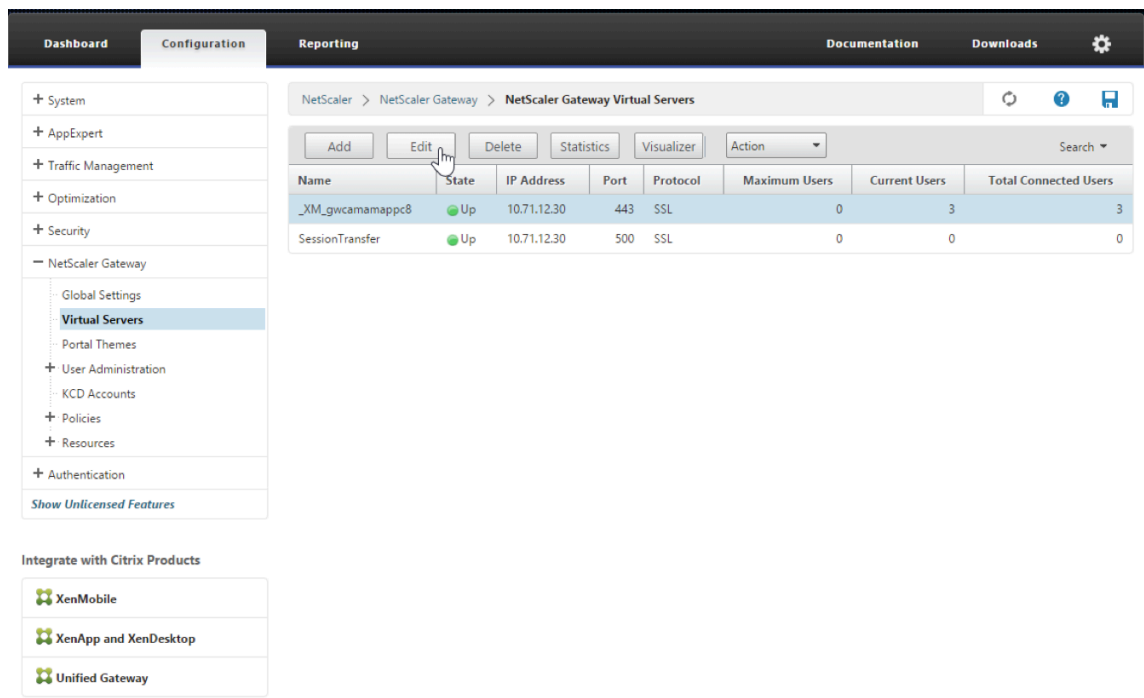 Dashboard Configuration Reporting Documentation Downloads
+ System
+ AppExpert
+ Traffic Management
+ Optimization
+ Security
− NetScaler Gateway
Global Settings
Virtual Servers
Portal Themes
+ User Administration
KCD Accounts
+ Policies
+ Resources
+ Authentication
Show Unlicensed Features
Integrate with Citrix Products
XenMobile
XenApp and XenDesktop
Unified Gateway
NetScaler > NetScaler Gateway > NetScaler Gateway Virtual Servers ?
Add Edit Delete Statistics Visualizer Action Search
Name State IP Address Port Protocol Maximum Users Current Users Total Connected Users
_XM_gwcamamappc8 Up 10.71.12.30 443 SSL 0 3 3
SessionTransfer Up 10.71.12.30 500 SSL 0 0 0